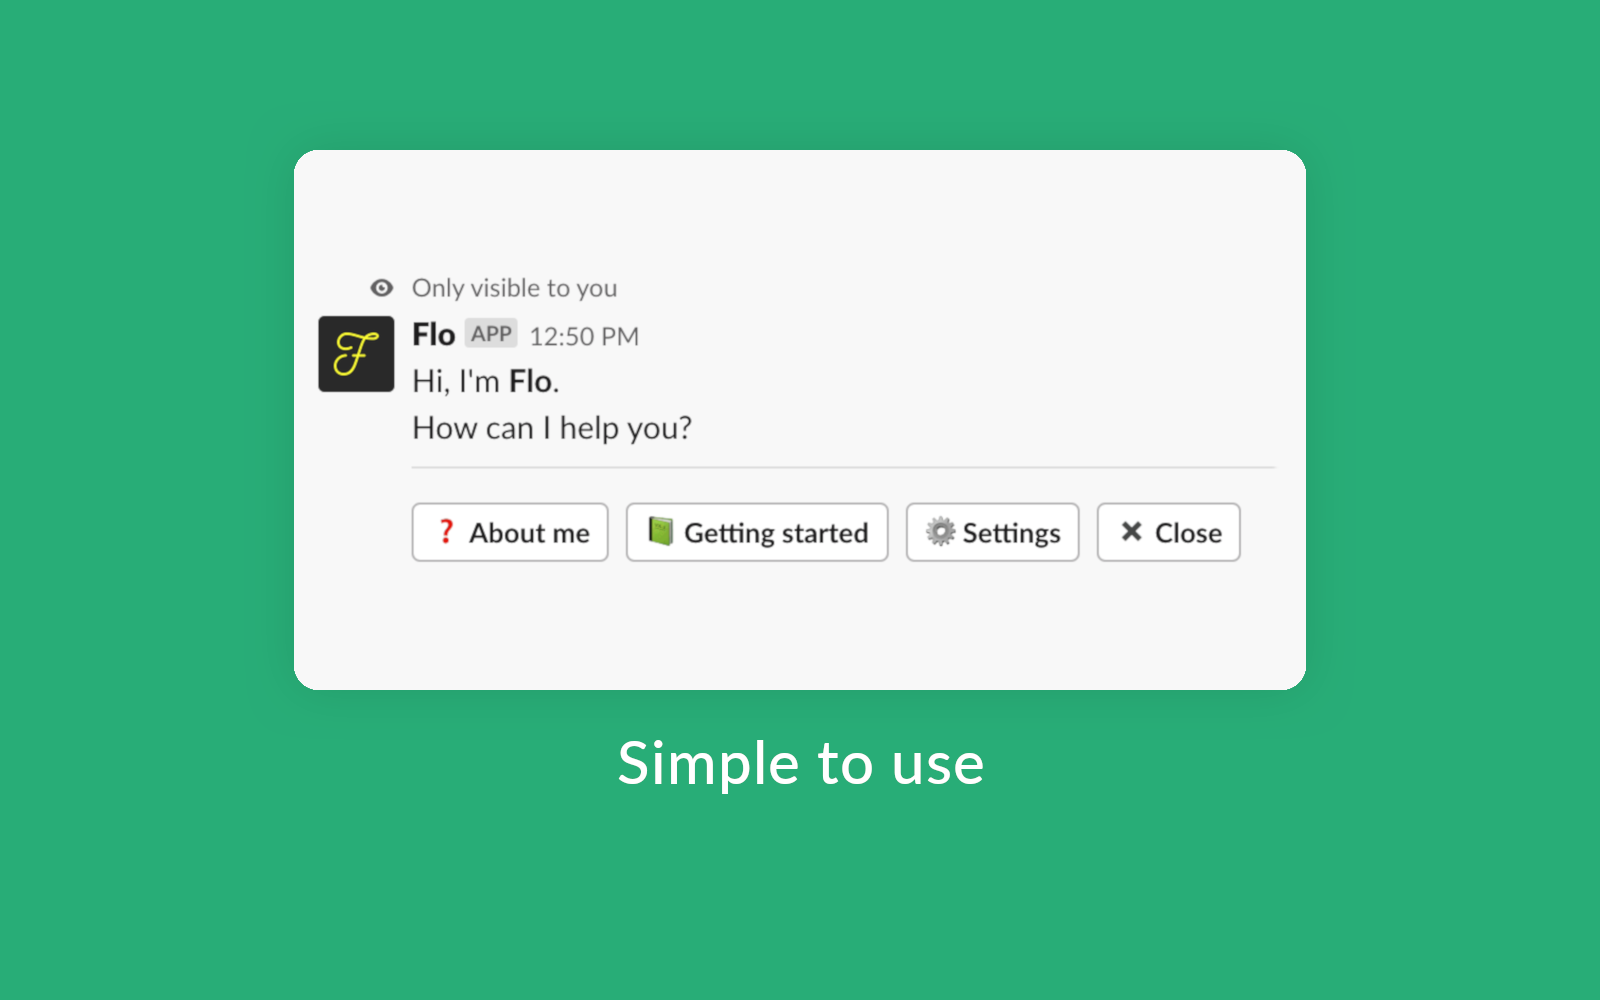 Only visible to you
F
Flo APP 12:50 PM
Hi, I'm Flo.
How can I help you?
❓ About me 📗 Getting started ⚙️ Settings ✖ Close
Simple to use